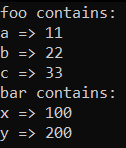 foo contains:
a => 11
b => 22
c => 33
bar contains:
x => 100
y => 200